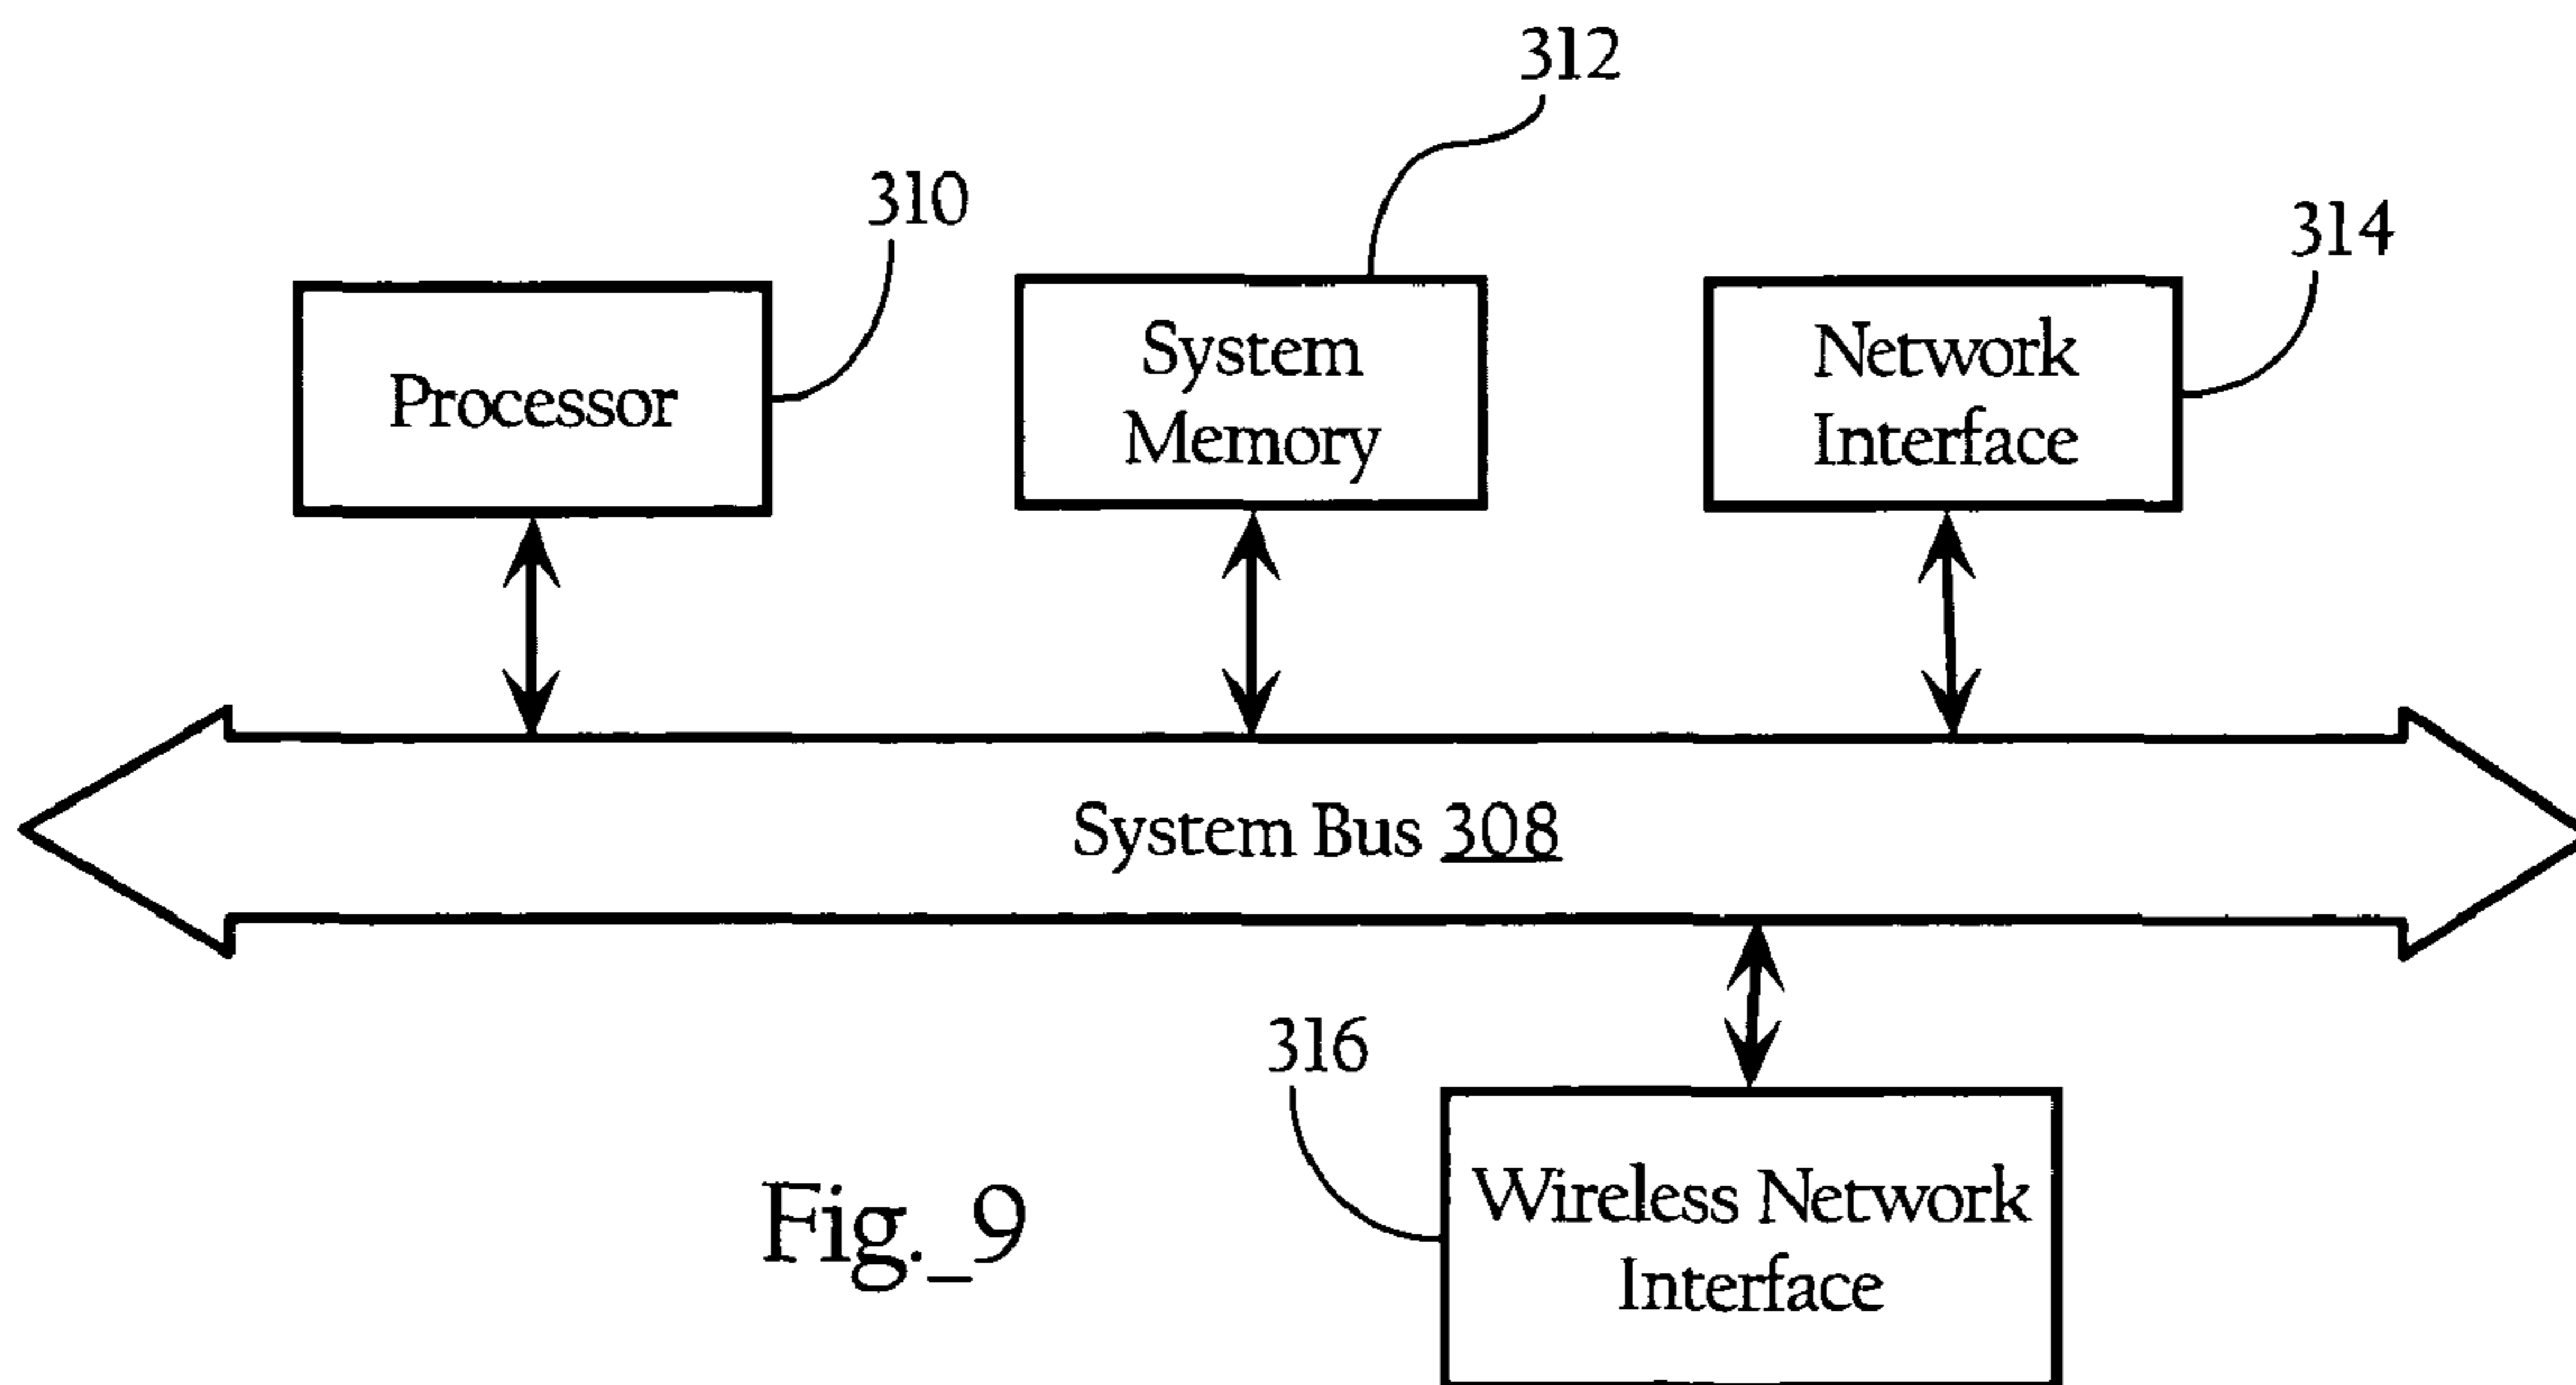 312
310
314
System
Memory
Network
Interface
Processor
System Bus 308
316
Wireless Network
Interface
Fig._9